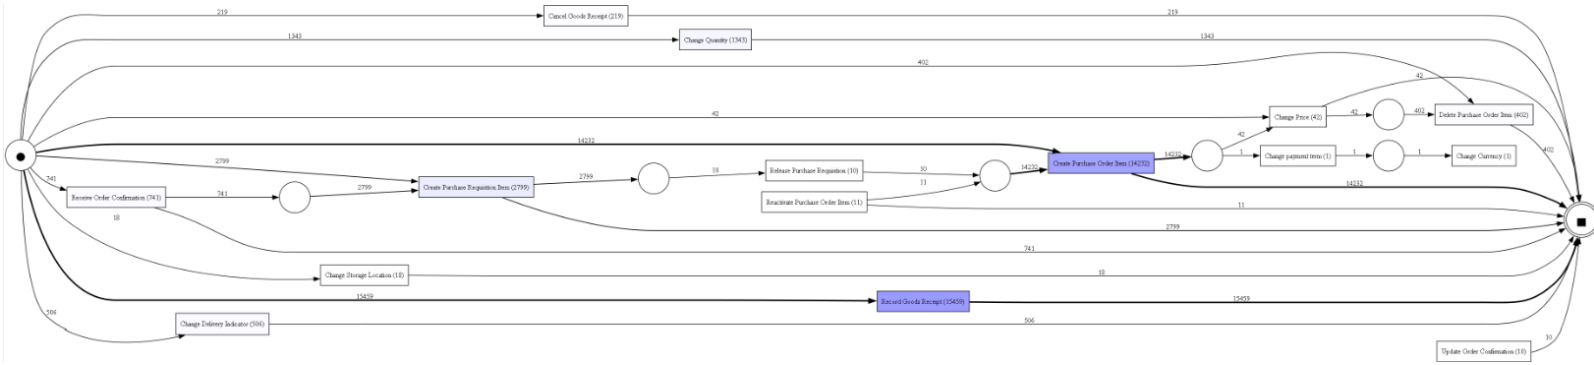 219
Cancel Goods Receipt (219)
219
1343
Change Quantity (1343)
1343
402
42
42
Change Price (42)
42
402
Delete Purchase Order Item (402)
14232
42
2799
14232
Create Purchase Order Item (14232)
14232
1
Change payment term (1)
1
1
Change Currency (1)
402
741
Receive Order Confirmation (741)
741
2799
Create Purchase Requisition Item (2799)
2799
10
Release Purchase Requisition (10)
10
11
Reactivate Purchase Order Item (11)
14232
11
2799
18
741
Change Storage Location (18)
18
15459
Record Goods Receipt (15459)
15459
506
Change Delivery Indicator (506)
506
Update Order Confirmation (10)
10